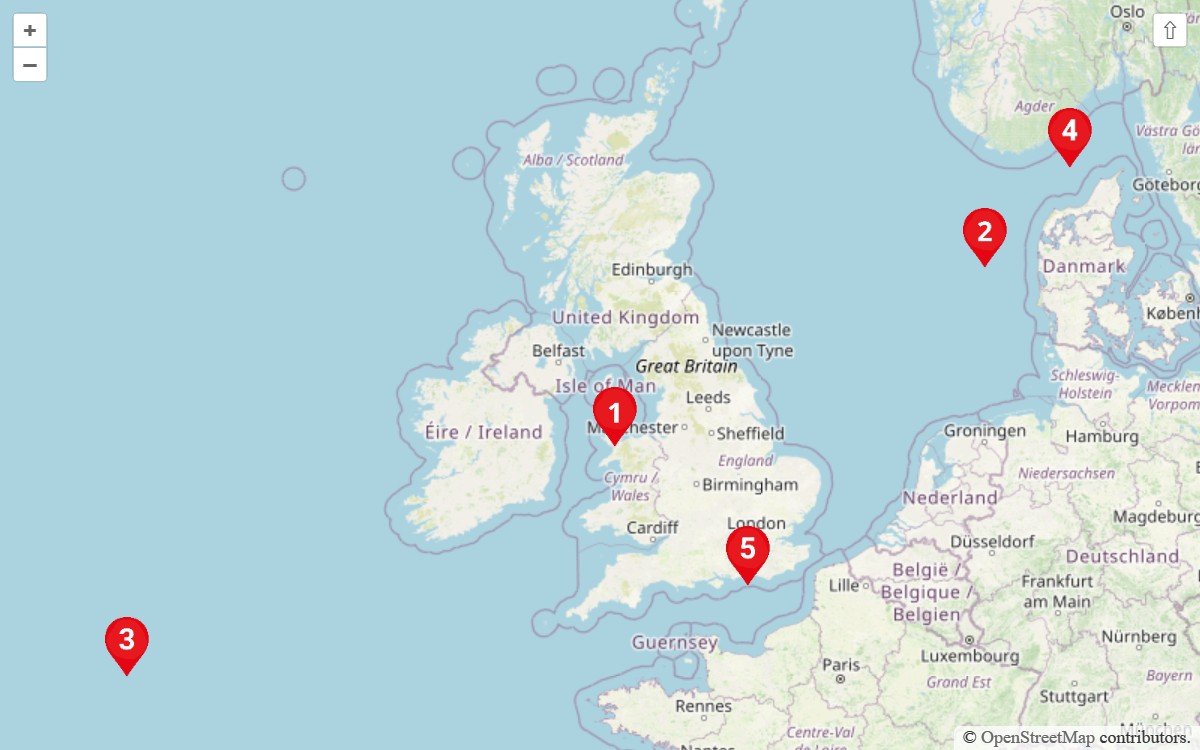 +
−
⇧
Oslo
Agder
4
Västra Gö
län
Alba / Scotland
Göteborg
2
Edinburgh
Danmark
United Kingdom
Københ
Newcastle
upon Tyne
Belfast
Great Britain
Isle of Man
Schleswig-
Holstein
Mecklen
Vorpom
Leeds
1
Manchester
Sheffield
Éire / Ireland
Groningen
Hamburg
England
Cymru /
Wales
Birmingham
Niedersachsen
Nederland
Cardiff
London
Magdeburg
5
Düsseldorf
Deutschland
België /
Belgique /
Belgien
Lille
Frankfurt
am Main
3
Guernsey
Nürnberg
Luxembourg
Paris
Grand Est
Bayern
Stuttgart
Rennes
Centre-Val
de Loire
München
Nantes
© OpenStreetMap contributors.